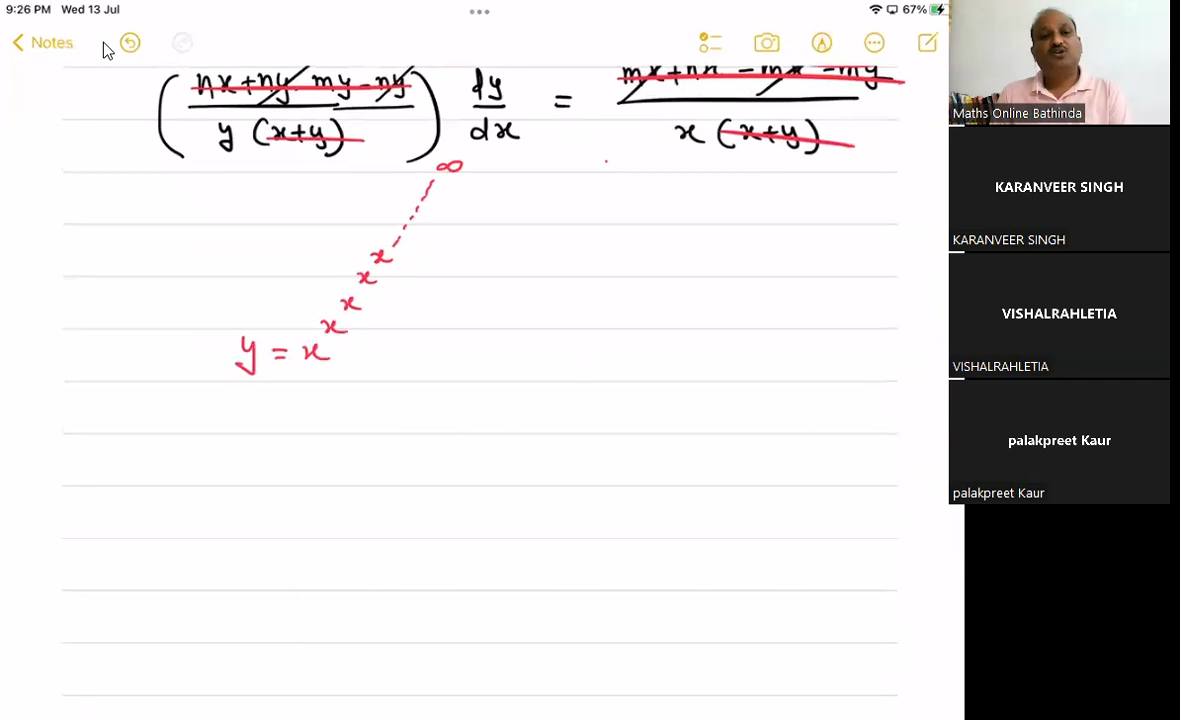 9:26 PM Wed 13 Jul
67%
Notes
( nx + ny - my - ny / y (x+y) ) dy/dx = mx + nx - mx - my / x (x+y)
y = x^x^x^x^x---∞
Maths Online Bathinda
KARANVEER SINGH
KARANVEER SINGH
VISHALRAHLETIA
VISHALRAHLETIA
palakpreet Kaur
palakpreet Kaur